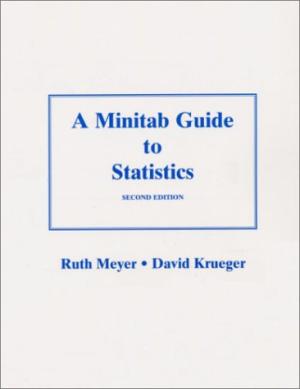 A Minitab Guide
to
Statistics
SECOND EDITION
Ruth Meyer • David Krueger